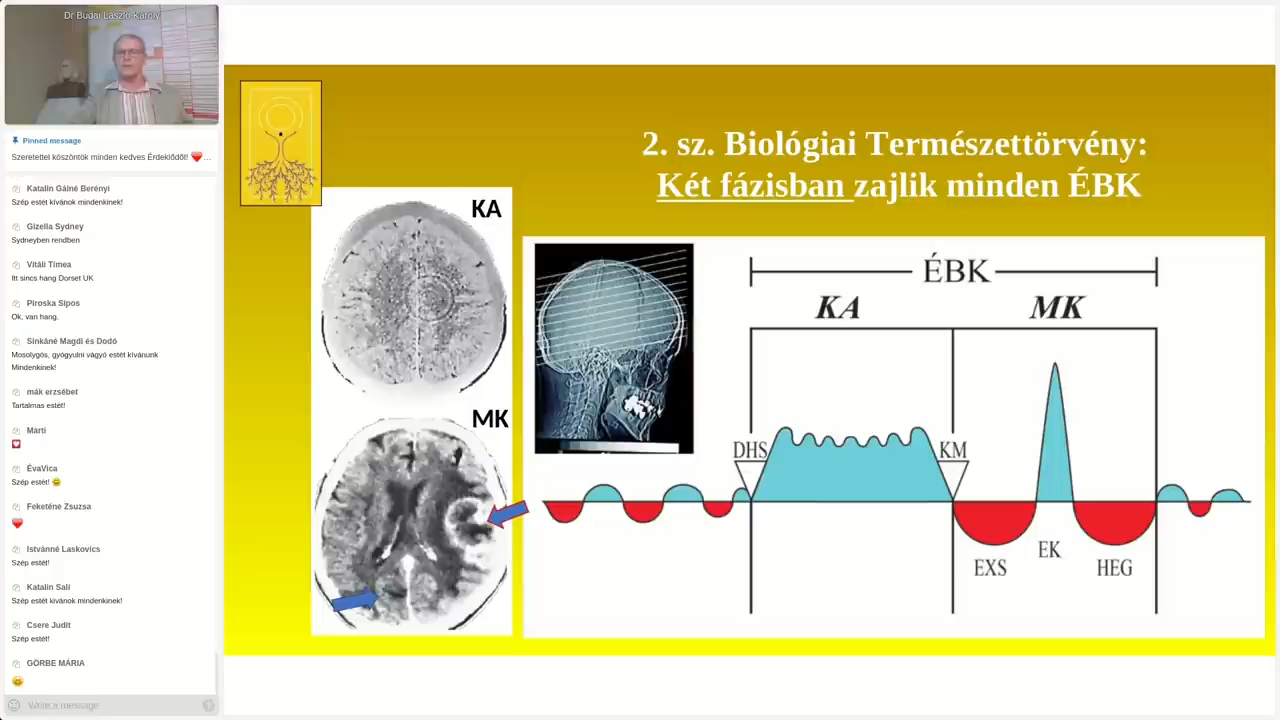 Dr Budai László Károly
Pinned message
Szeretettel köszöntök minden kedves Érdeklődőt! ❤️…
Katalin Gálné Berényi
Szép estét kívánok mindenkinek!
Gizella Sydney
Sydneyben rendben
Vitáli Tímea
Itt sincs hang Dorset UK
Piroska Sipos
Ok, van hang.
Sinkáné Magdi és Dodó
Mosolygós, gyógyulni vágyó estét kívánunk
Mindenkinek!
mák erzsébet
Tartalmas estét!
Márti
ÉvaVica
Szép estét! 😄
Feketéné Zsuzsa
❤️
Istvánné Laskovics
Szép estét!
Katalin Sali
Szép estét kívánok mindenkinek!
Csere Judit
Szép estét!
GÖRBE MÁRIA
😄
Write a message
2. sz. Biológiai Természettörvény:
Két fázisban zajlik minden ÉBK
KA
MK
ÉBK
KA MK
DHS KM
EXS EK HEG